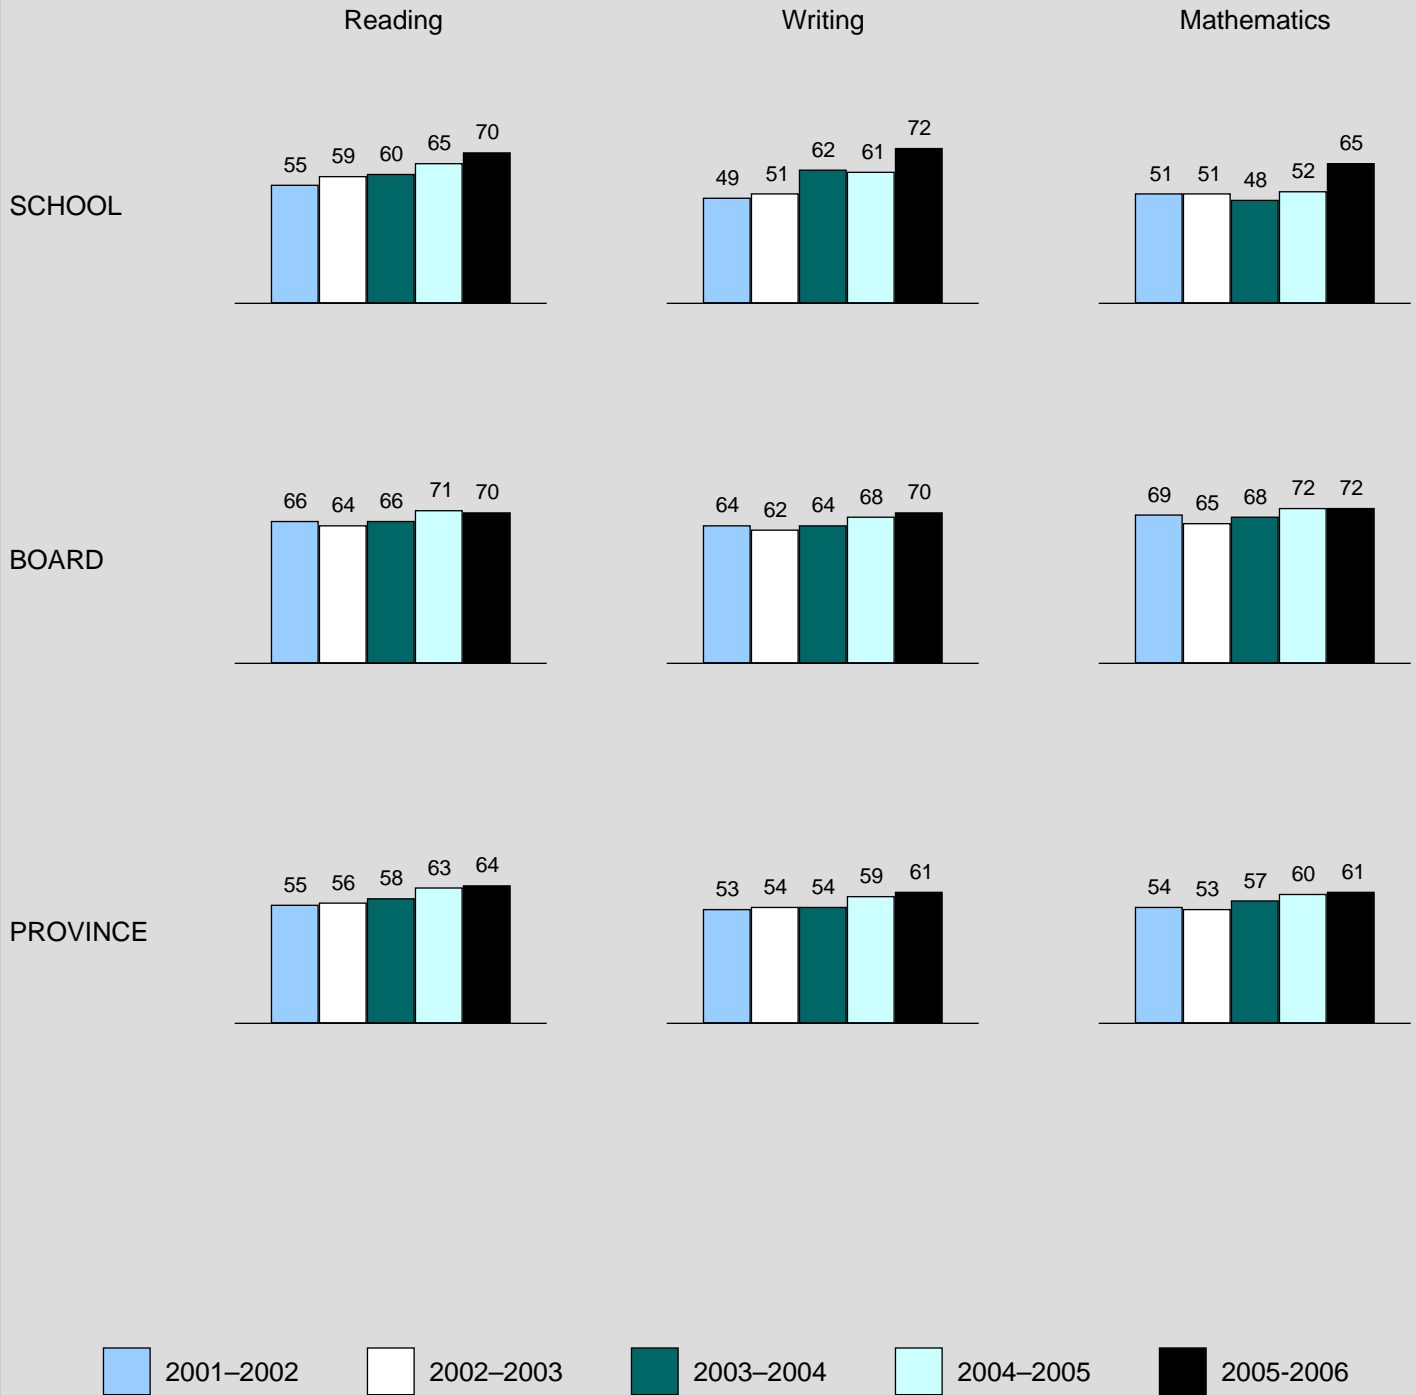 Reading Writing Mathematics
SCHOOL
55 59 60 65 70
49 51 62 61 72
51 51 48 52 65
BOARD
66 64 66 71 70
64 62 64 68 70
69 65 68 72 72
PROVINCE
55 56 58 63 64
53 54 54 59 61
54 53 57 60 61
2001–2002 2002–2003 2003–2004 2004–2005 2005-2006